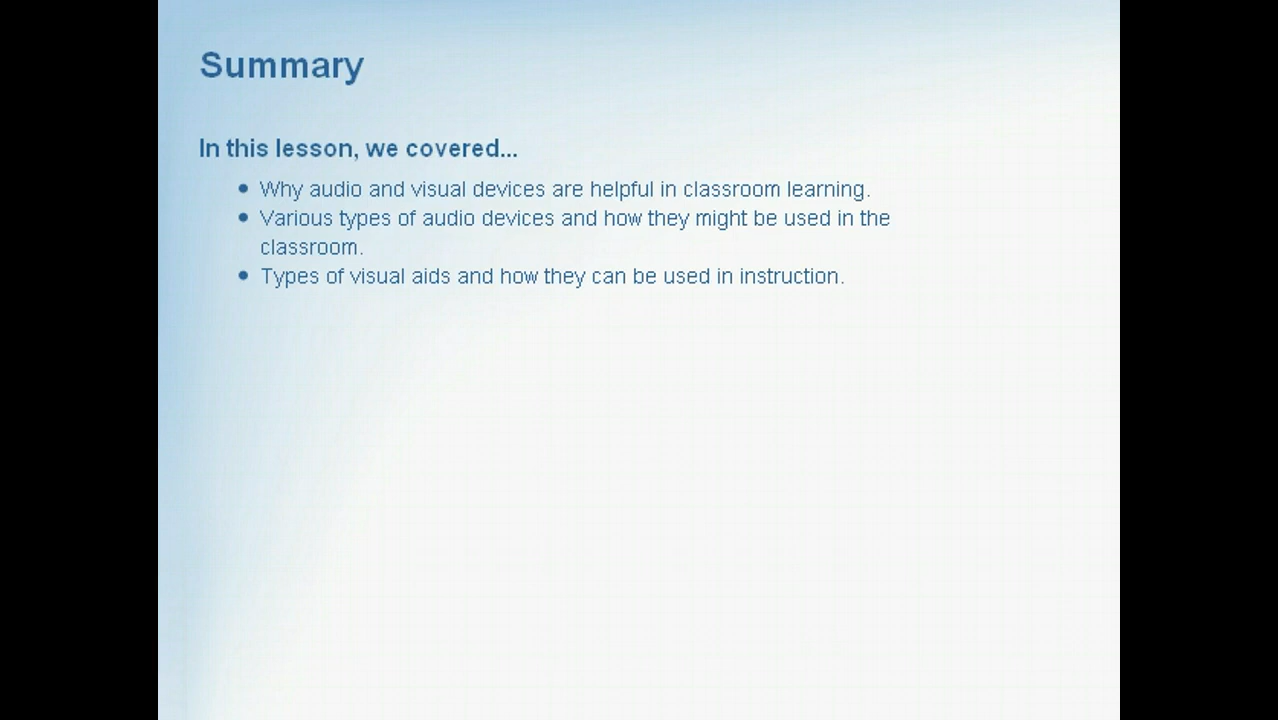 Summary
In this lesson, we covered...
• Why audio and visual devices are helpful in classroom learning.
• Various types of audio devices and how they might be used in the
classroom.
• Types of visual aids and how they can be used in instruction.